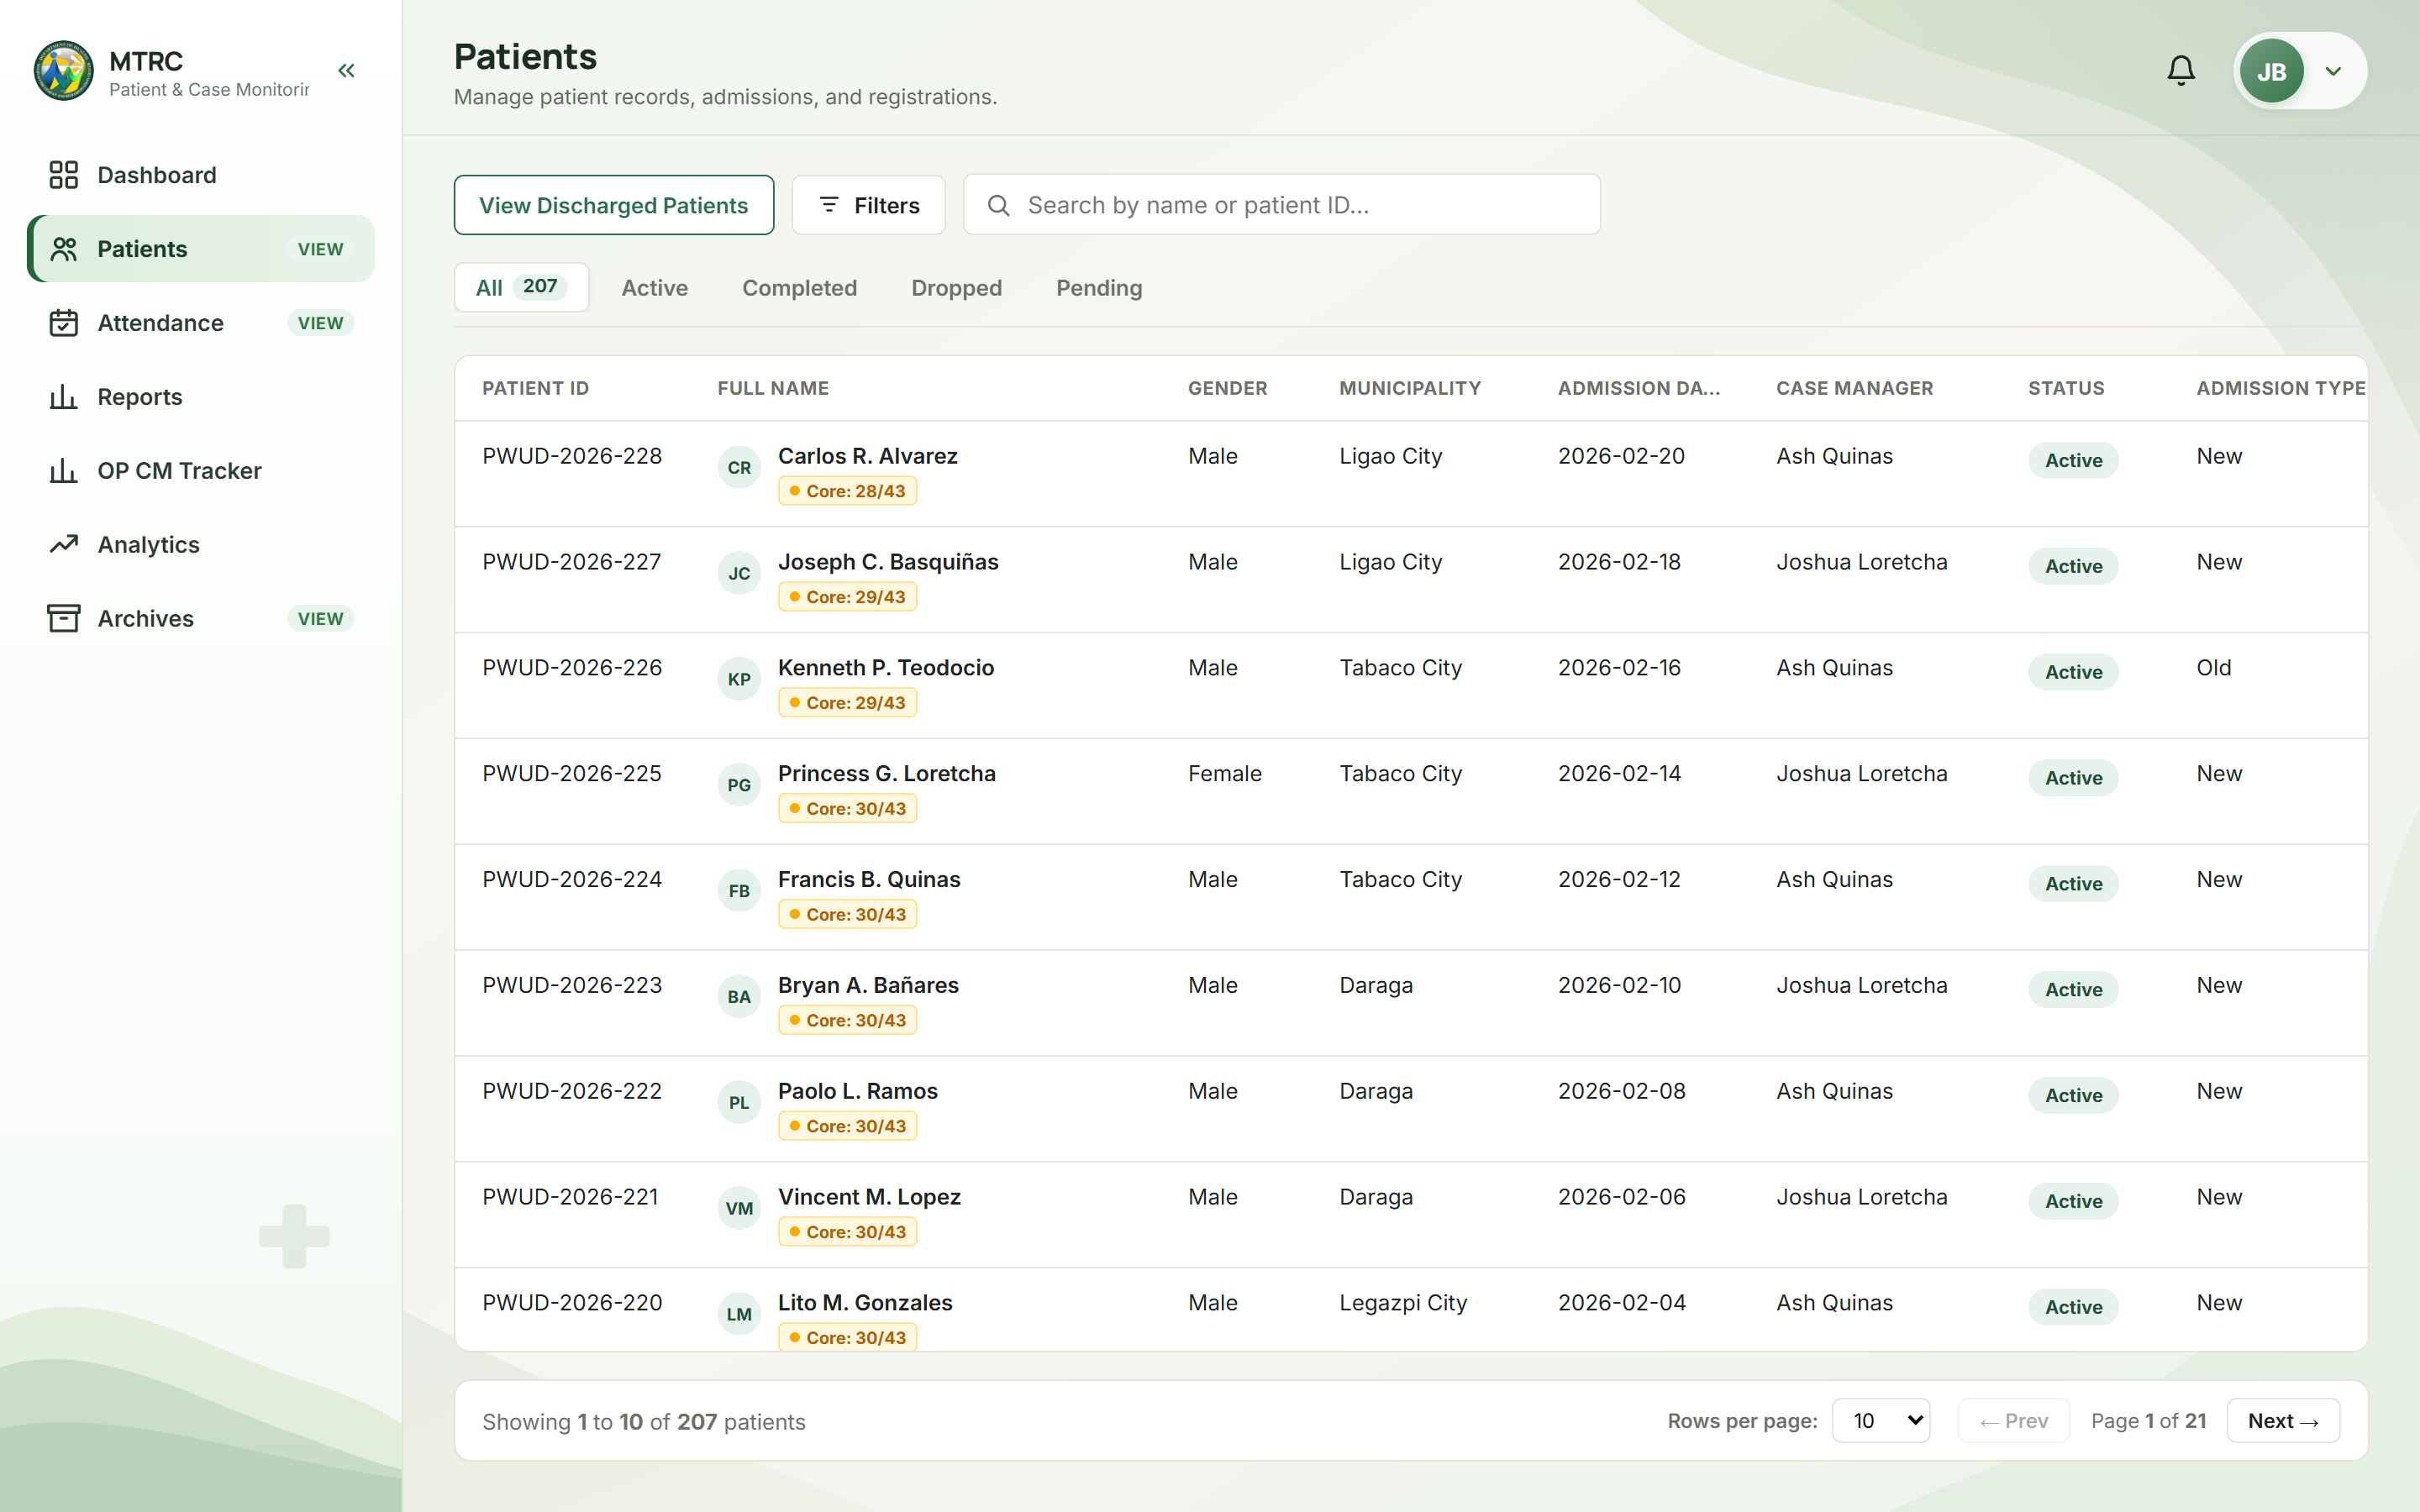 MTRC
Patient & Case Monitorin
Dashboard
Patients VIEW
Attendance VIEW
Reports
OP CM Tracker
Analytics
Archives VIEW
Patients
Manage patient records, admissions, and registrations.
JB
View Discharged Patients
Filters
Search by name or patient ID...
All 207 Active Completed Dropped Pending
PATIENT ID FULL NAME GENDER MUNICIPALITY ADMISSION DA... CASE MANAGER STATUS ADMISSION TYPE
PWUD-2026-228 CR Carlos R. Alvarez Male Ligao City 2026-02-20 Ash Quinas Active New
Core: 28/43
PWUD-2026-227 JC Joseph C. Basquiñas Male Ligao City 2026-02-18 Joshua Loretcha Active New
Core: 29/43
PWUD-2026-226 KP Kenneth P. Teodocio Male Tabaco City 2026-02-16 Ash Quinas Active Old
Core: 29/43
PWUD-2026-225 PG Princess G. Loretcha Female Tabaco City 2026-02-14 Joshua Loretcha Active New
Core: 30/43
PWUD-2026-224 FB Francis B. Quinas Male Tabaco City 2026-02-12 Ash Quinas Active New
Core: 30/43
PWUD-2026-223 BA Bryan A. Bañares Male Daraga 2026-02-10 Joshua Loretcha Active New
Core: 30/43
PWUD-2026-222 PL Paolo L. Ramos Male Daraga 2026-02-08 Ash Quinas Active New
Core: 30/43
PWUD-2026-221 VM Vincent M. Lopez Male Daraga 2026-02-06 Joshua Loretcha Active New
Core: 30/43
PWUD-2026-220 LM Lito M. Gonzales Male Legazpi City 2026-02-04 Ash Quinas Active New
Core: 30/43
Showing 1 to 10 of 207 patients
Rows per page: 10 ← Prev Page 1 of 21 Next →